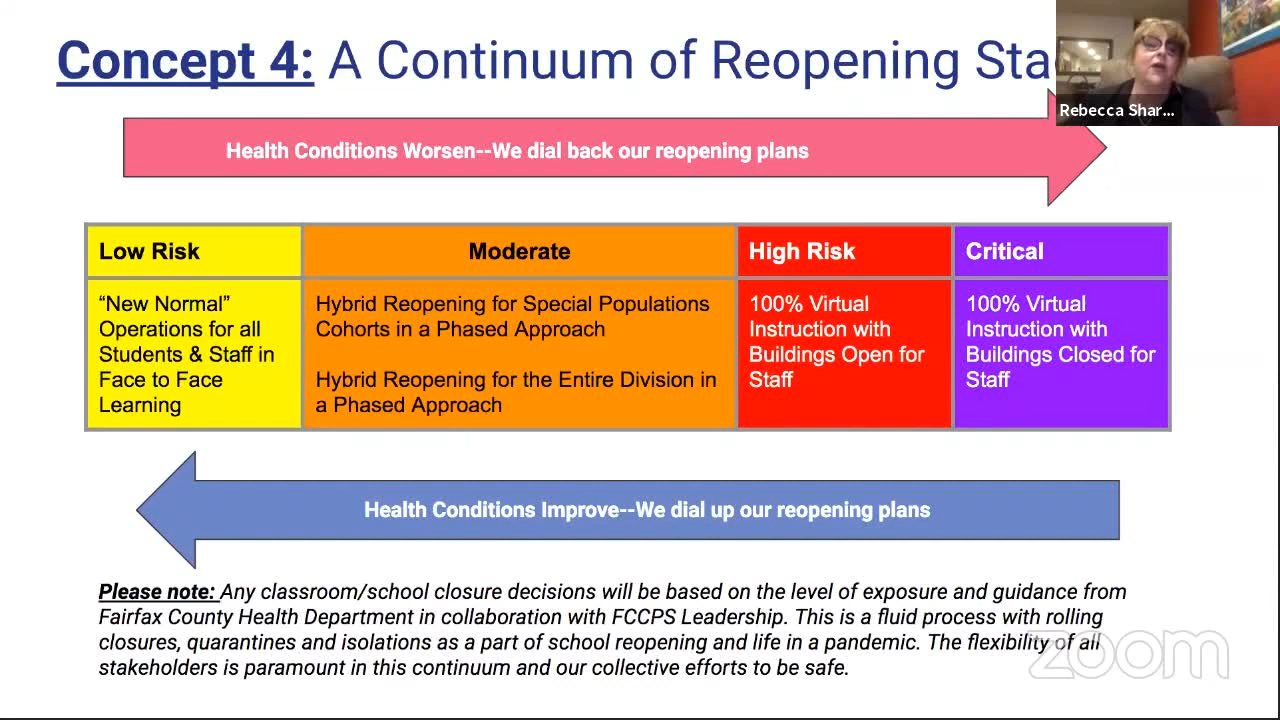 Concept 4: A Continuum of Reopening
Rebecca Shar...
Health Conditions Worsen--We dial back our reopening plans
Low Risk
Moderate
High Risk
Critical
“New Normal”
Operations for all
Students & Staff in
Face to Face
Learning
Hybrid Reopening for Special Populations
Cohorts in a Phased Approach
Hybrid Reopening for the Entire Division in
a Phased Approach
100% Virtual
Instruction with
Buildings Open for
Staff
100% Virtual
Instruction with
Buildings Closed for
Staff
Health Conditions Improve--We dial up our reopening plans
Please note: Any classroom/school closure decisions will be based on the level of exposure and guidance from
Fairfax County Health Department in collaboration with FCCPS Leadership. This is a fluid process with rolling
closures, quarantines and isolations as a part of school reopening and life in a pandemic. The flexibility of all
stakeholders is paramount in this continuum and our collective efforts to be safe.
zoom